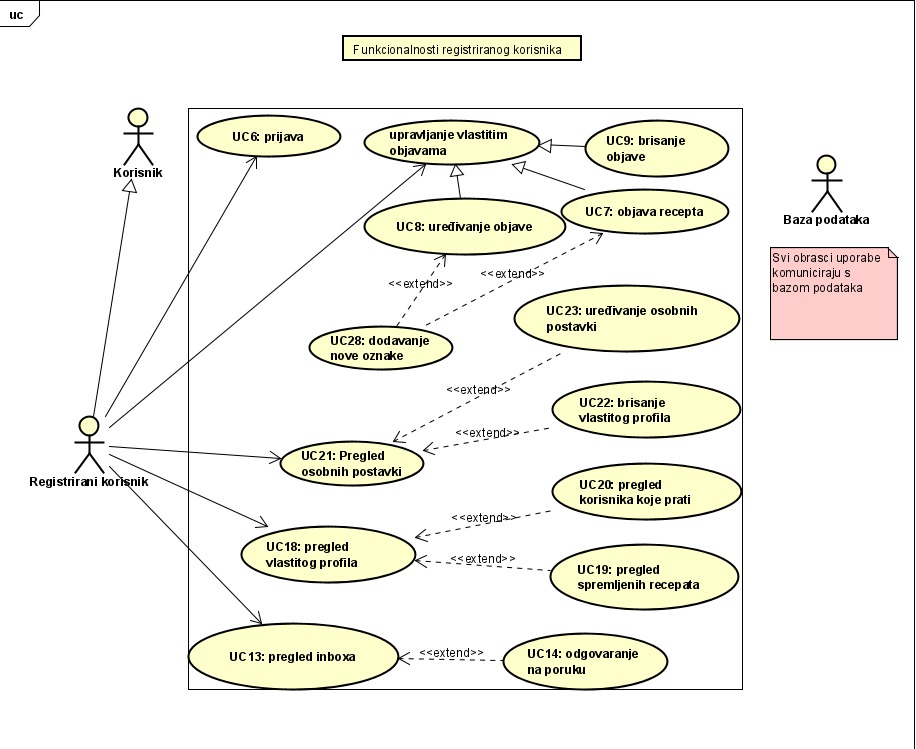 uc
Funkcionalnosti registriranog korisnika
Korisnik
UC6: prijava
upravljanje vlastitim
objavama
UC9: brisanje
objave
Baza podataka
UC8: uređivanje objave
UC7: objava recepta
Svi obrasci uporabe
komuniciraju s
bazom podataka
<<extend>>
<<extend>>
UC28: dodavanje
nove oznake
UC23: uređivanje osobnih
postavki
<<extend>>
UC22: brisanje
vlastitog profila
<<extend>>
UC21: Pregled
osobnih postavki
Registrirani korisnik
UC20: pregled
korisnika koje prati
<<extend>>
UC18: pregled
vlastitog profila
<<extend>>
UC19: pregled
spremljenih recepata
UC13: pregled inboxa
<<extend>>
UC14: odgovaranje
na poruku